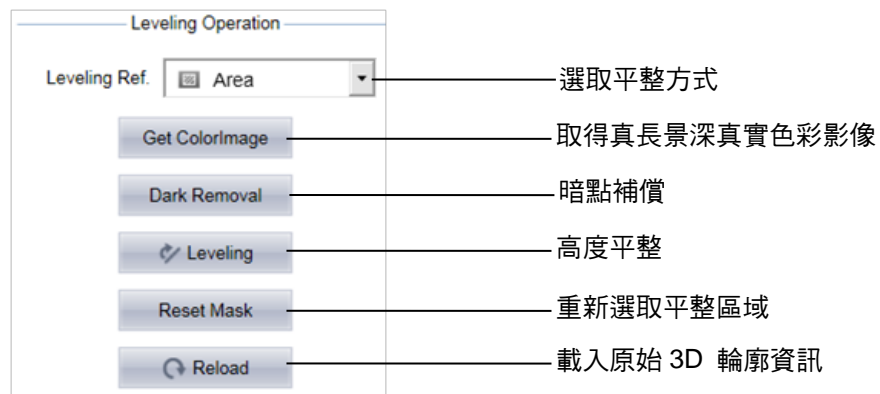 Leveling Operation
Leveling Ref. Area 選取平整方式
Get ColorImage 取得真長景深真實色彩影像
Dark Removal 暗點補償
Leveling 高度平整
Reset Mask 重新選取平整區域
Reload 載入原始 3D 輪廓資訊